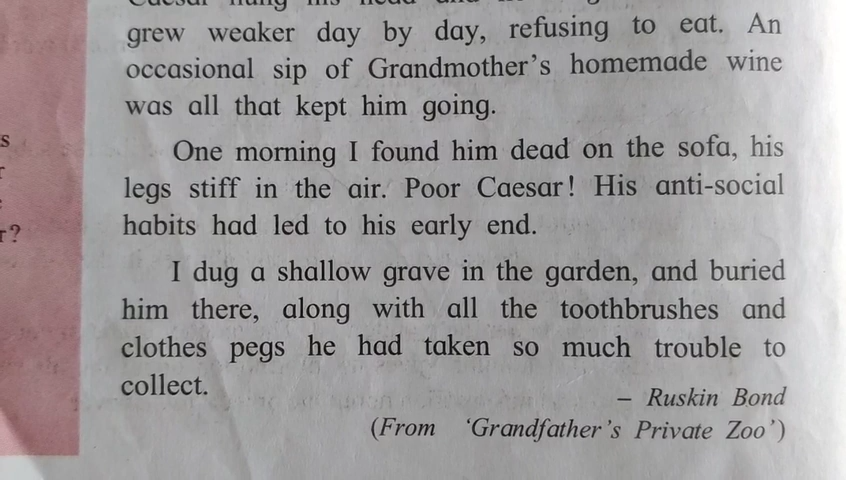 grew weaker day by day, refusing to eat. An
occasional sip of Grandmother's homemade wine
was all that kept him going.
One morning I found him dead on the sofa, his
legs stiff in the air. Poor Caesar! His anti-social
habits had led to his early end.
I dug a shallow grave in the garden, and buried
him there, along with all the toothbrushes and
clothes pegs he had taken so much trouble to
collect.
– Ruskin Bond
(From 'Grandfather's Private Zoo')